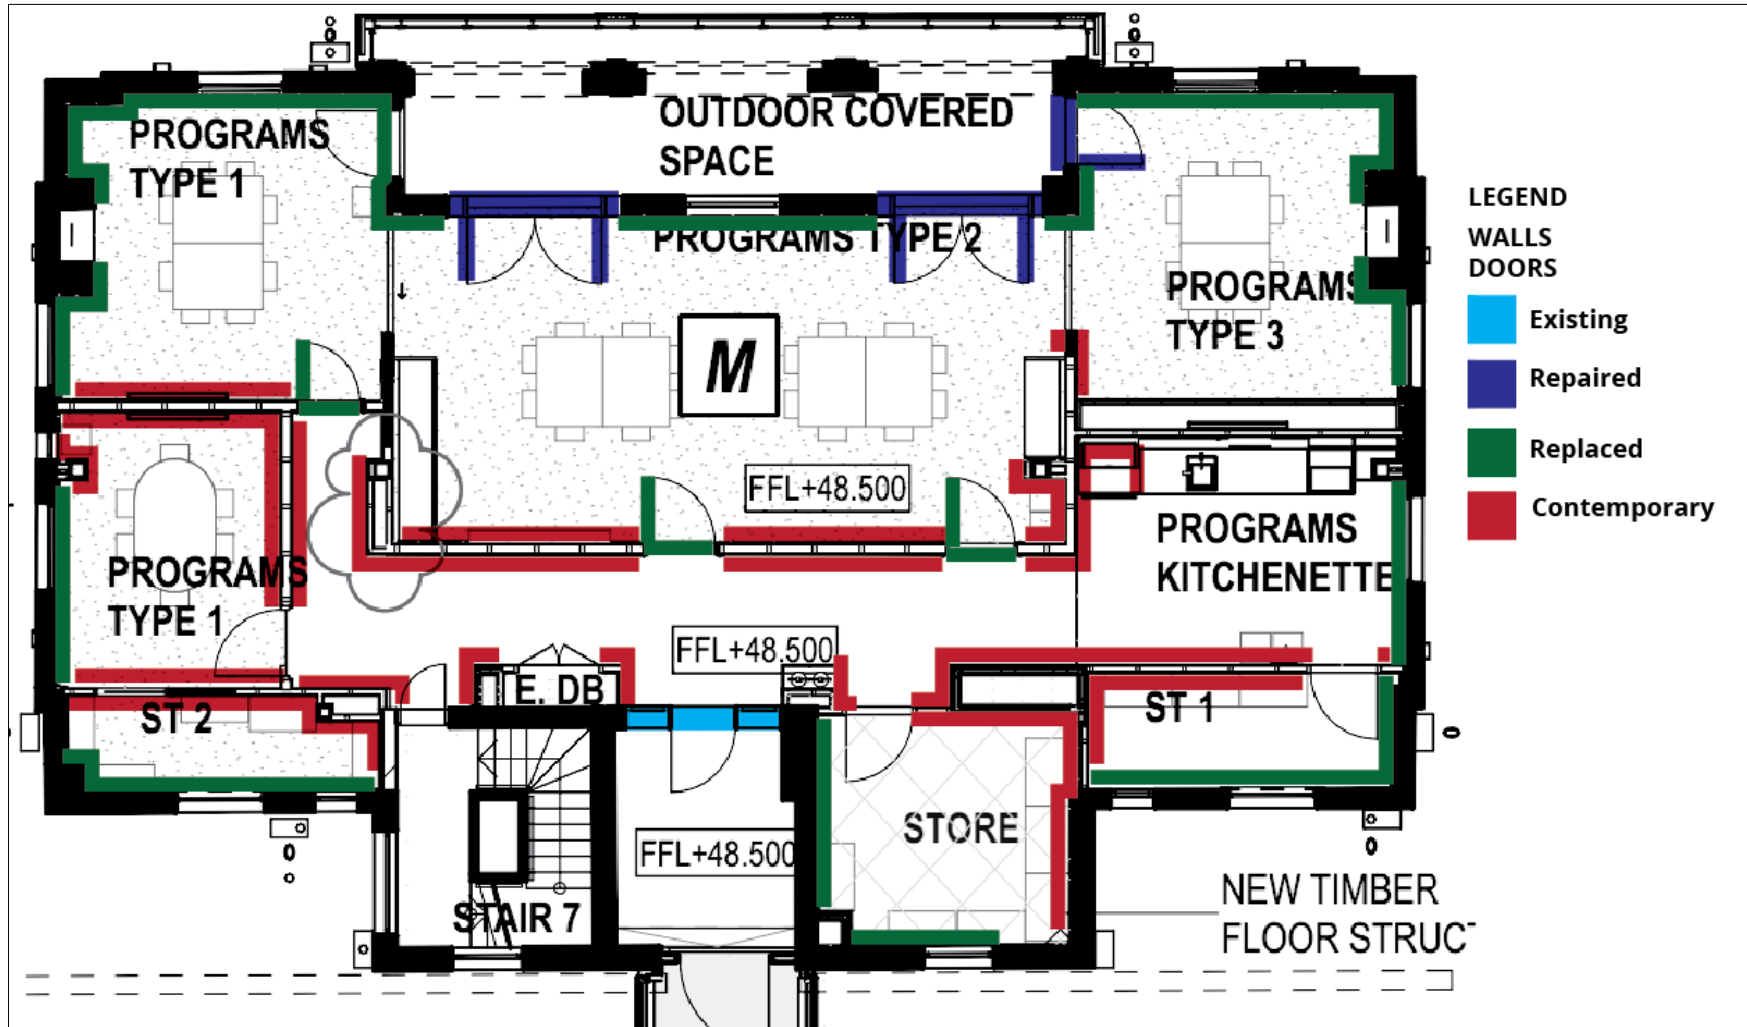 OUTDOOR COVERED
SPACE
PROGRAMS
TYPE 1
PROGRAMS TYPE 2
PROGRAMS
TYPE 3
M
FFL+48.500
PROGRAMS
KITCHENETTE
PROGRAMS
TYPE 1
FFL+48.500
E. DB
ST 2
ST 1
STORE
FFL+48.500
STAIR 7
NEW TIMBER
FLOOR STRUCT
LEGEND
WALLS
DOORS
Existing
Repaired
Replaced
Contemporary